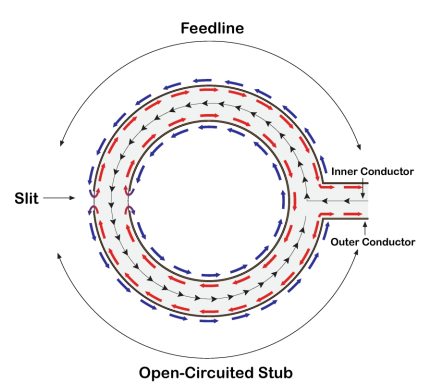 Feedline
Inner Conductor
Slit
Outer Conductor
Open-Circuited Stub